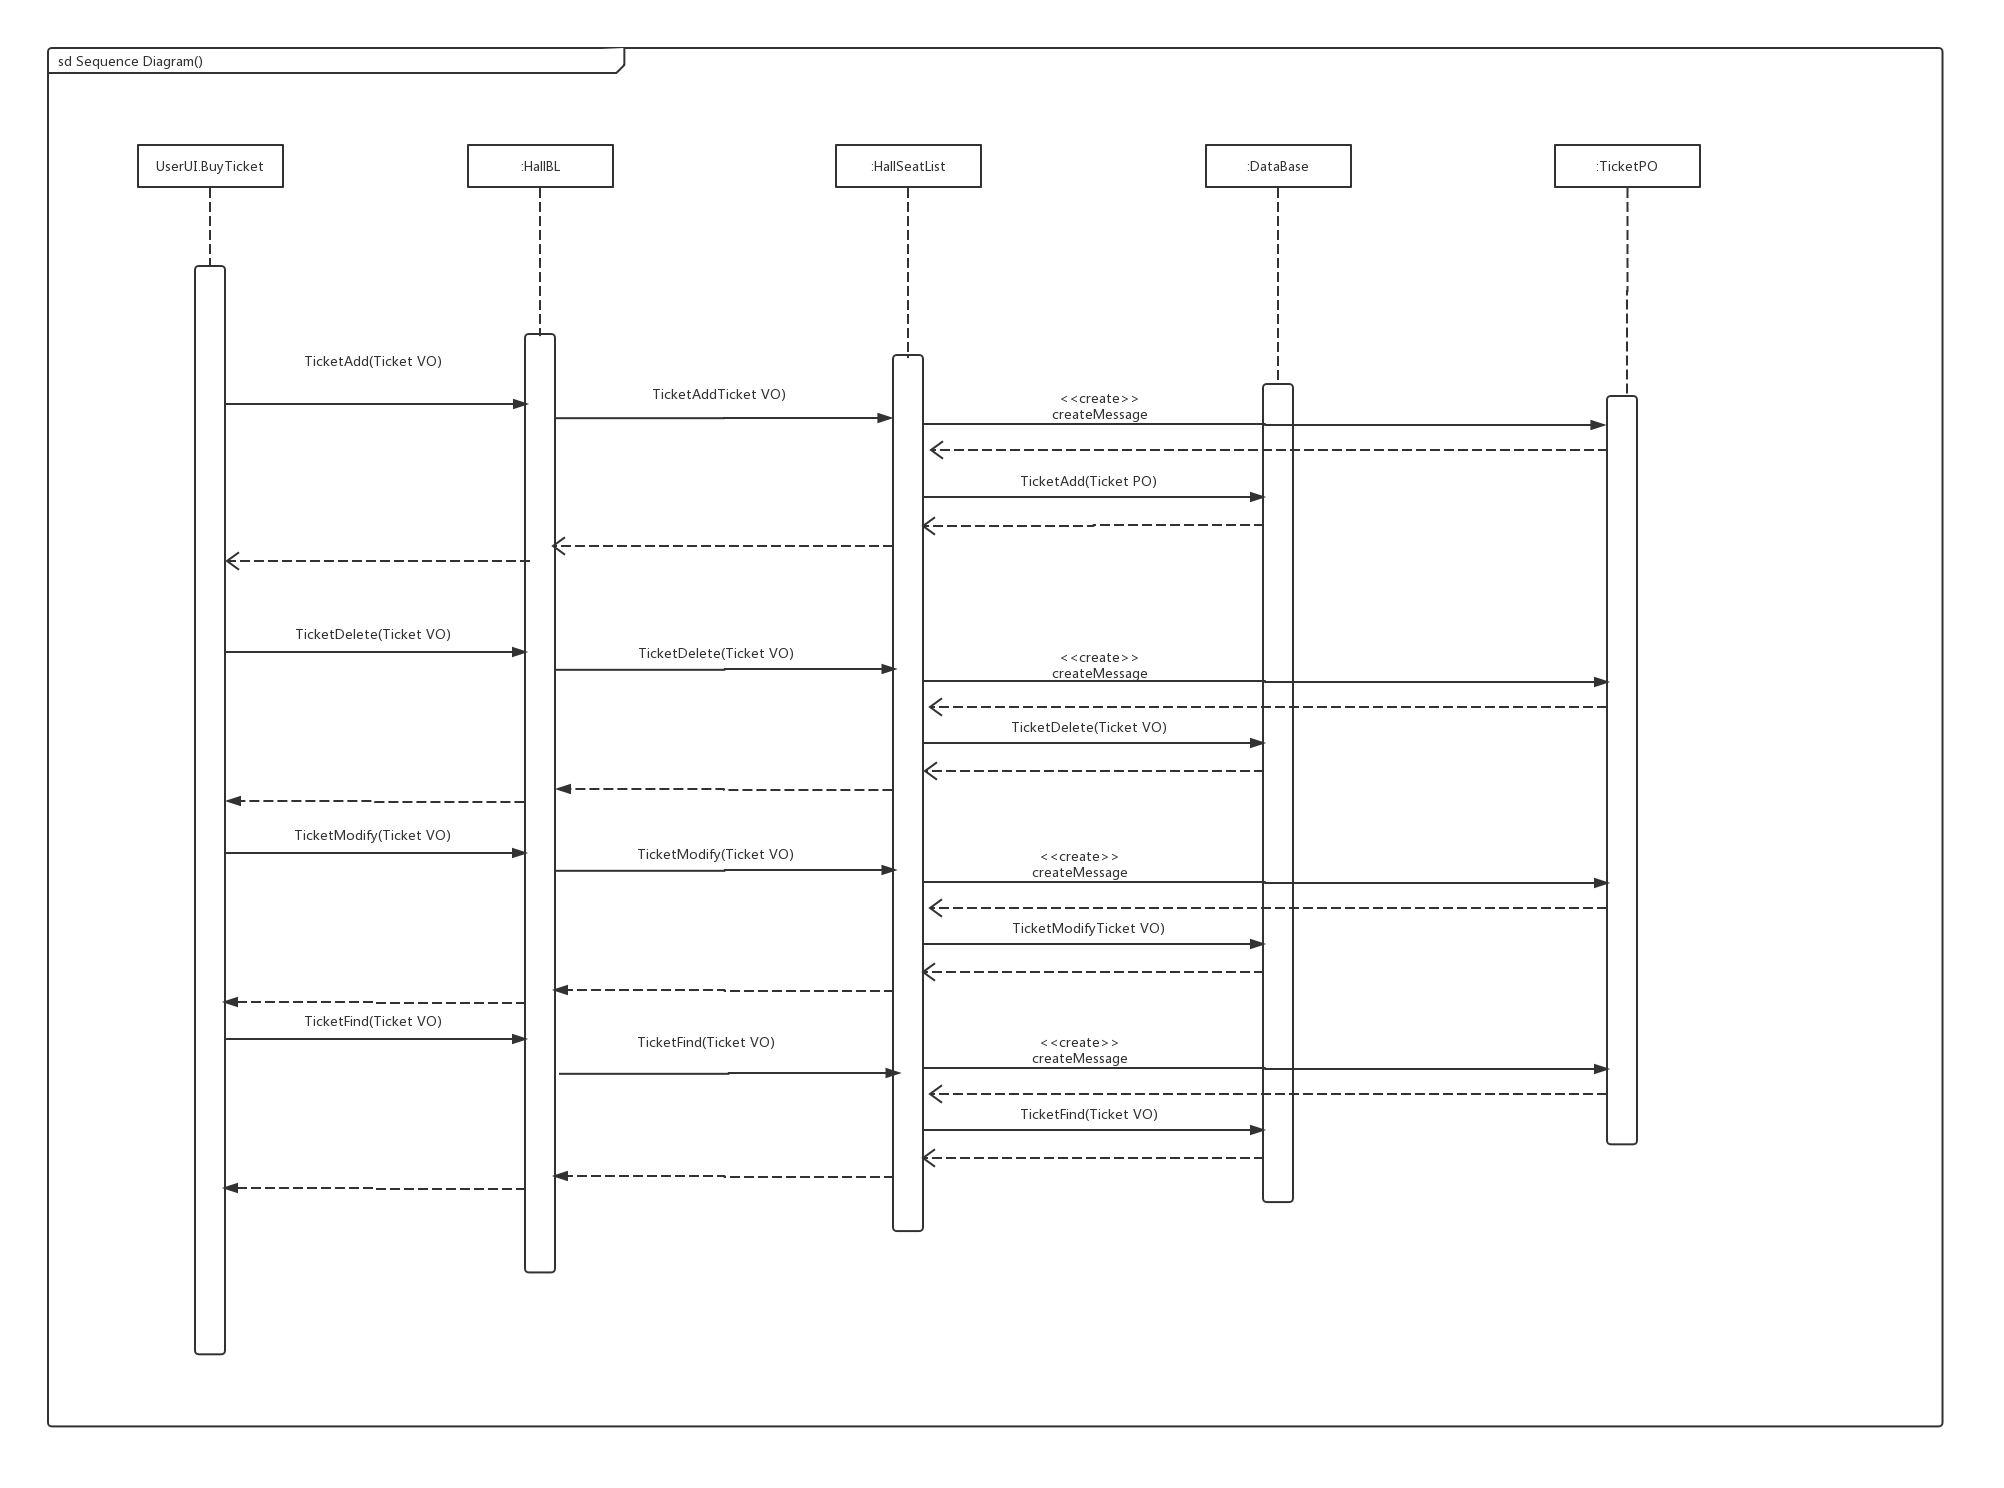 sd Sequence Diagram()
UserUI.BuyTicket
:HallBL
:HallSeatList
:DataBase
:TicketPO
TicketAdd(Ticket VO)
TicketAddTicket VO)
<<create>>
createMessage
TicketAdd(Ticket PO)
TicketDelete(Ticket VO)
TicketDelete(Ticket VO)
<<create>>
createMessage
TicketDelete(Ticket VO)
TicketModify(Ticket VO)
TicketModify(Ticket VO)
<<create>>
createMessage
TicketModifyTicket VO)
TicketFind(Ticket VO)
TicketFind(Ticket VO)
<<create>>
createMessage
TicketFind(Ticket VO)